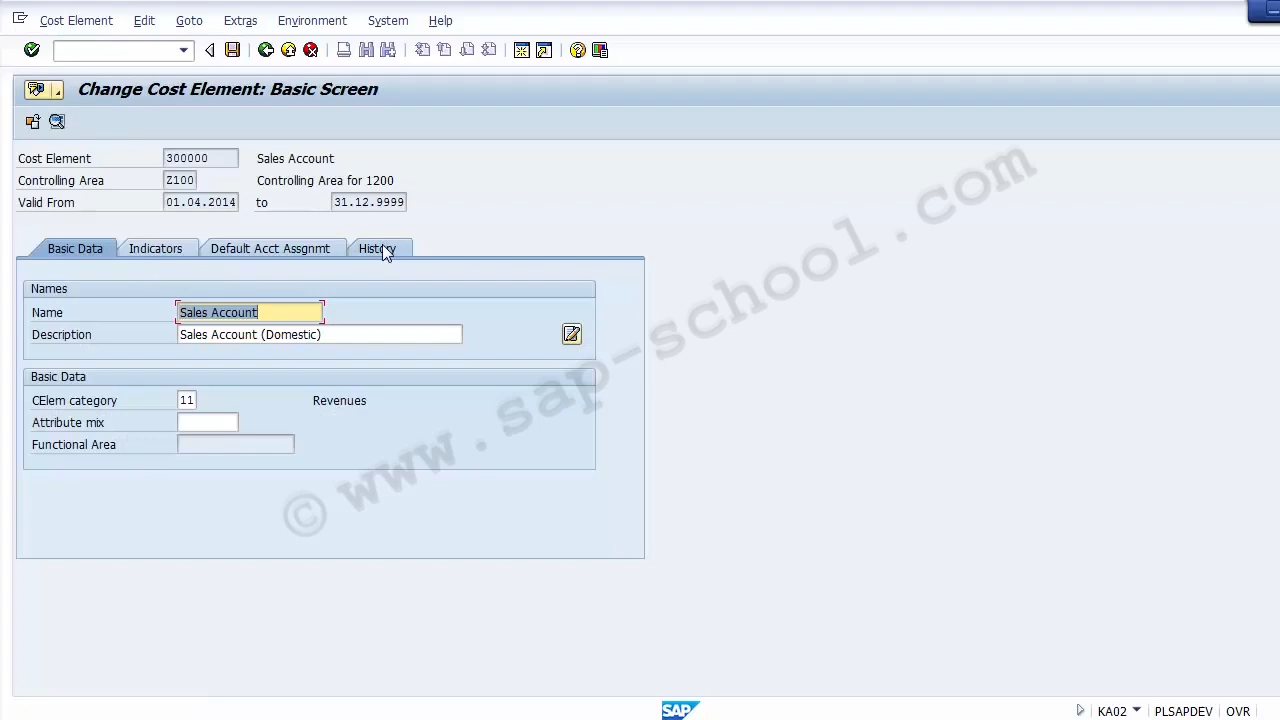 Cost Element Edit Goto Extras Environment System Help
Change Cost Element: Basic Screen
Cost Element 300000 Sales Account
Controlling Area Z100 Controlling Area for 1200
Valid From 01.04.2014 to 31.12.9999
Basic Data Indicators Default Acct Assgnmt History
Names
Name Sales Account
Description Sales Account (Domestic)
Basic Data
CElem category 11 Revenues
Attribute mix
Functional Area
© www.sap-school.com
SAP KA02 PLSAPDEV OVR